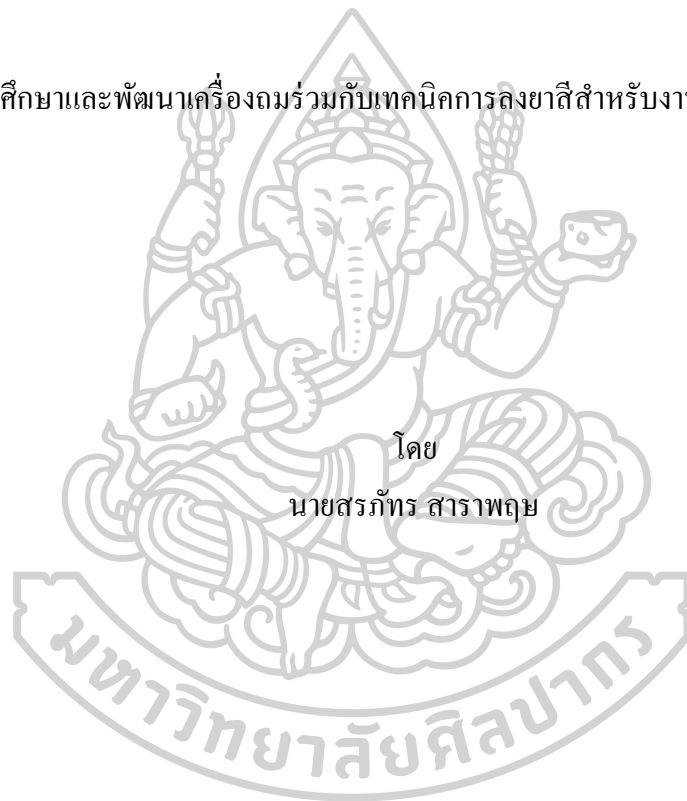 ศึกษาและพัฒนาเครื่องถมร่วมกับเทคนิคการลงยาสีสำหรับงา
โดย
นายสรภัทร สาราพฤษ
มหาวิทยาลัยศิลปากร